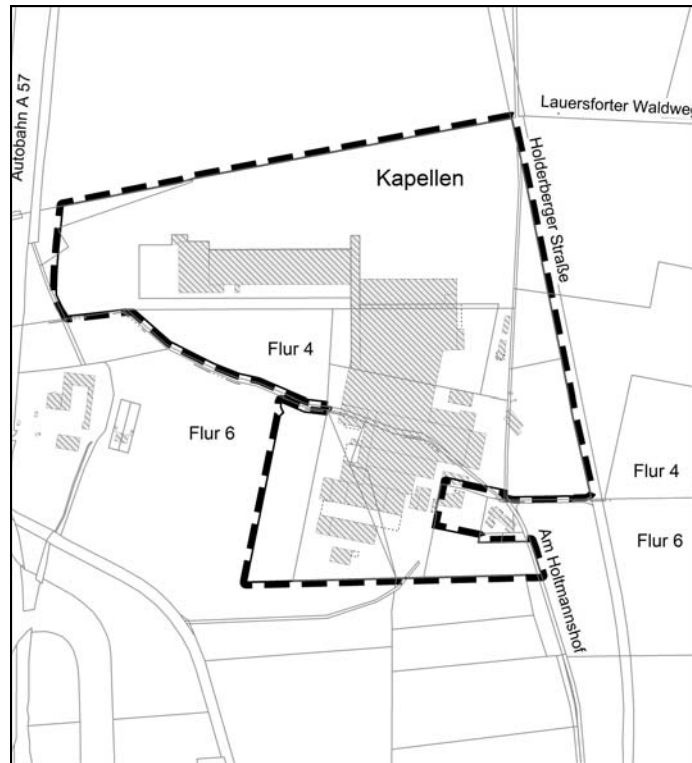 Autobahn A 57
Lauersforter Waldweg
Kapellen
Holderberger Straße
Flur 4
Flur 6
Flur 4
Flur 6
Am Holtmannshof